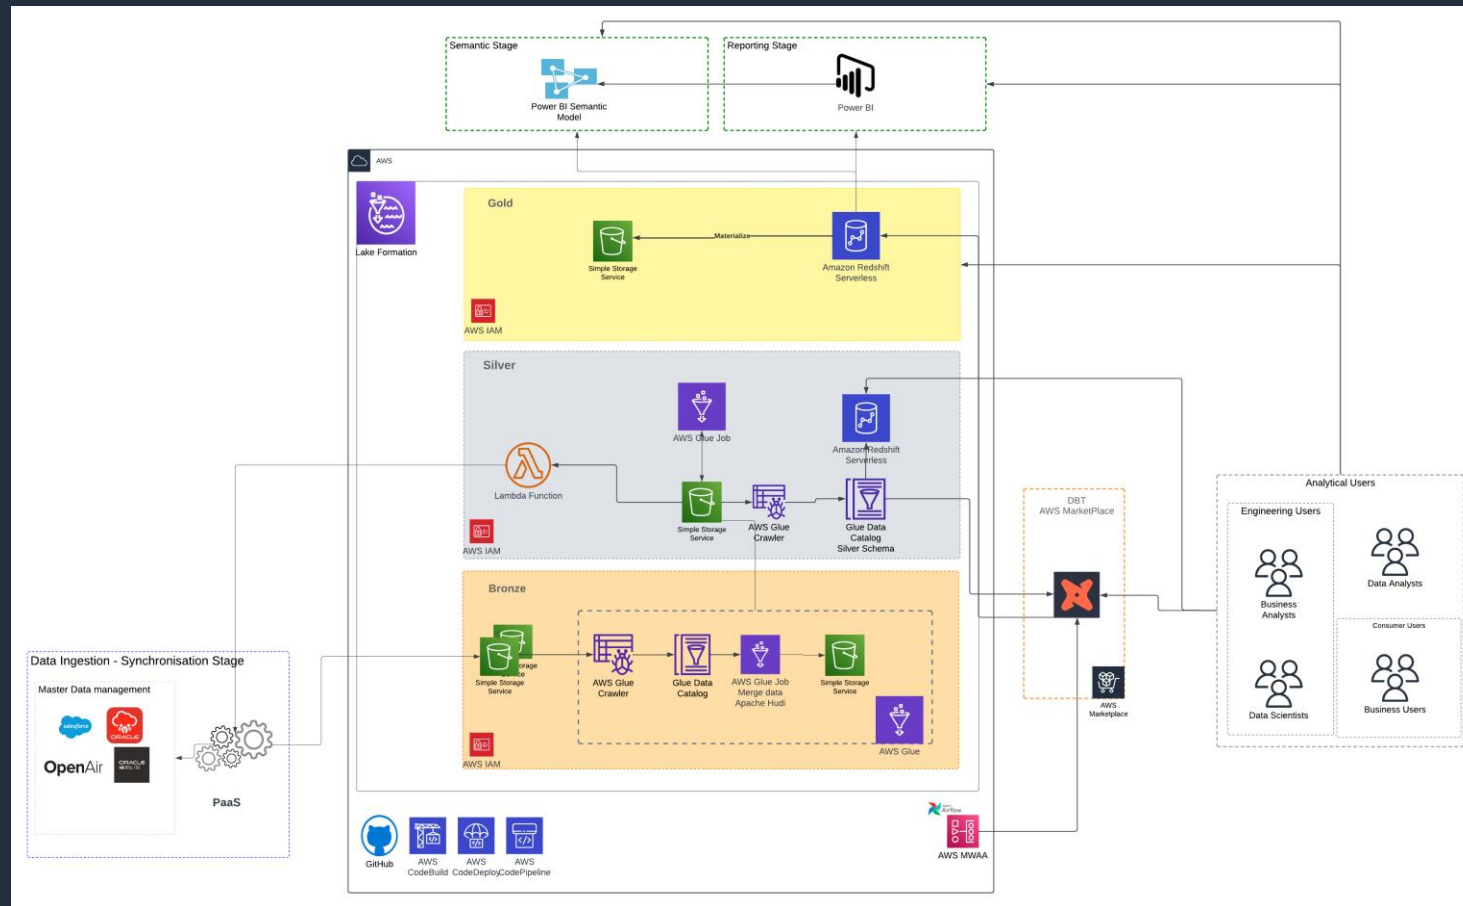 Semantic Stage
Power BI Semantic
Model
Reporting Stage
Power BI
AWS
Lake Formation
Gold
Simple Storage
Service
Materialize
Amazon Redshift
Serverless
AWS IAM
Silver
AWS Glue Job
Lambda Function
Simple Storage
Service
AWS Glue
Crawler
Amazon Redshift
Serverless
Glue Data
Catalog
Silver Schema
AWS IAM
Bronze
Simple Storage
Service
orage
AWS Glue
Crawler
Glue Data
Catalog
AWS Glue Job
Merge data
Apache Hudi
Simple Storage
Service
AWS Glue
AWS IAM
Data Ingestion - Synchronisation Stage
Master Data management
salesforce
ORACLE
OpenAir
ORACLE
PaaS
GitHub
AWS
CodeBuild
AWS
CodeDeploy
AWS
CodePipeline
Airflow
AWS MWAA
DBT
AWS MarketPlace
AWS
Marketplace
Analytical Users
Engineering Users
Business
Analysts
Data Scientists
Data Analysts
Consumer Users
Business Users